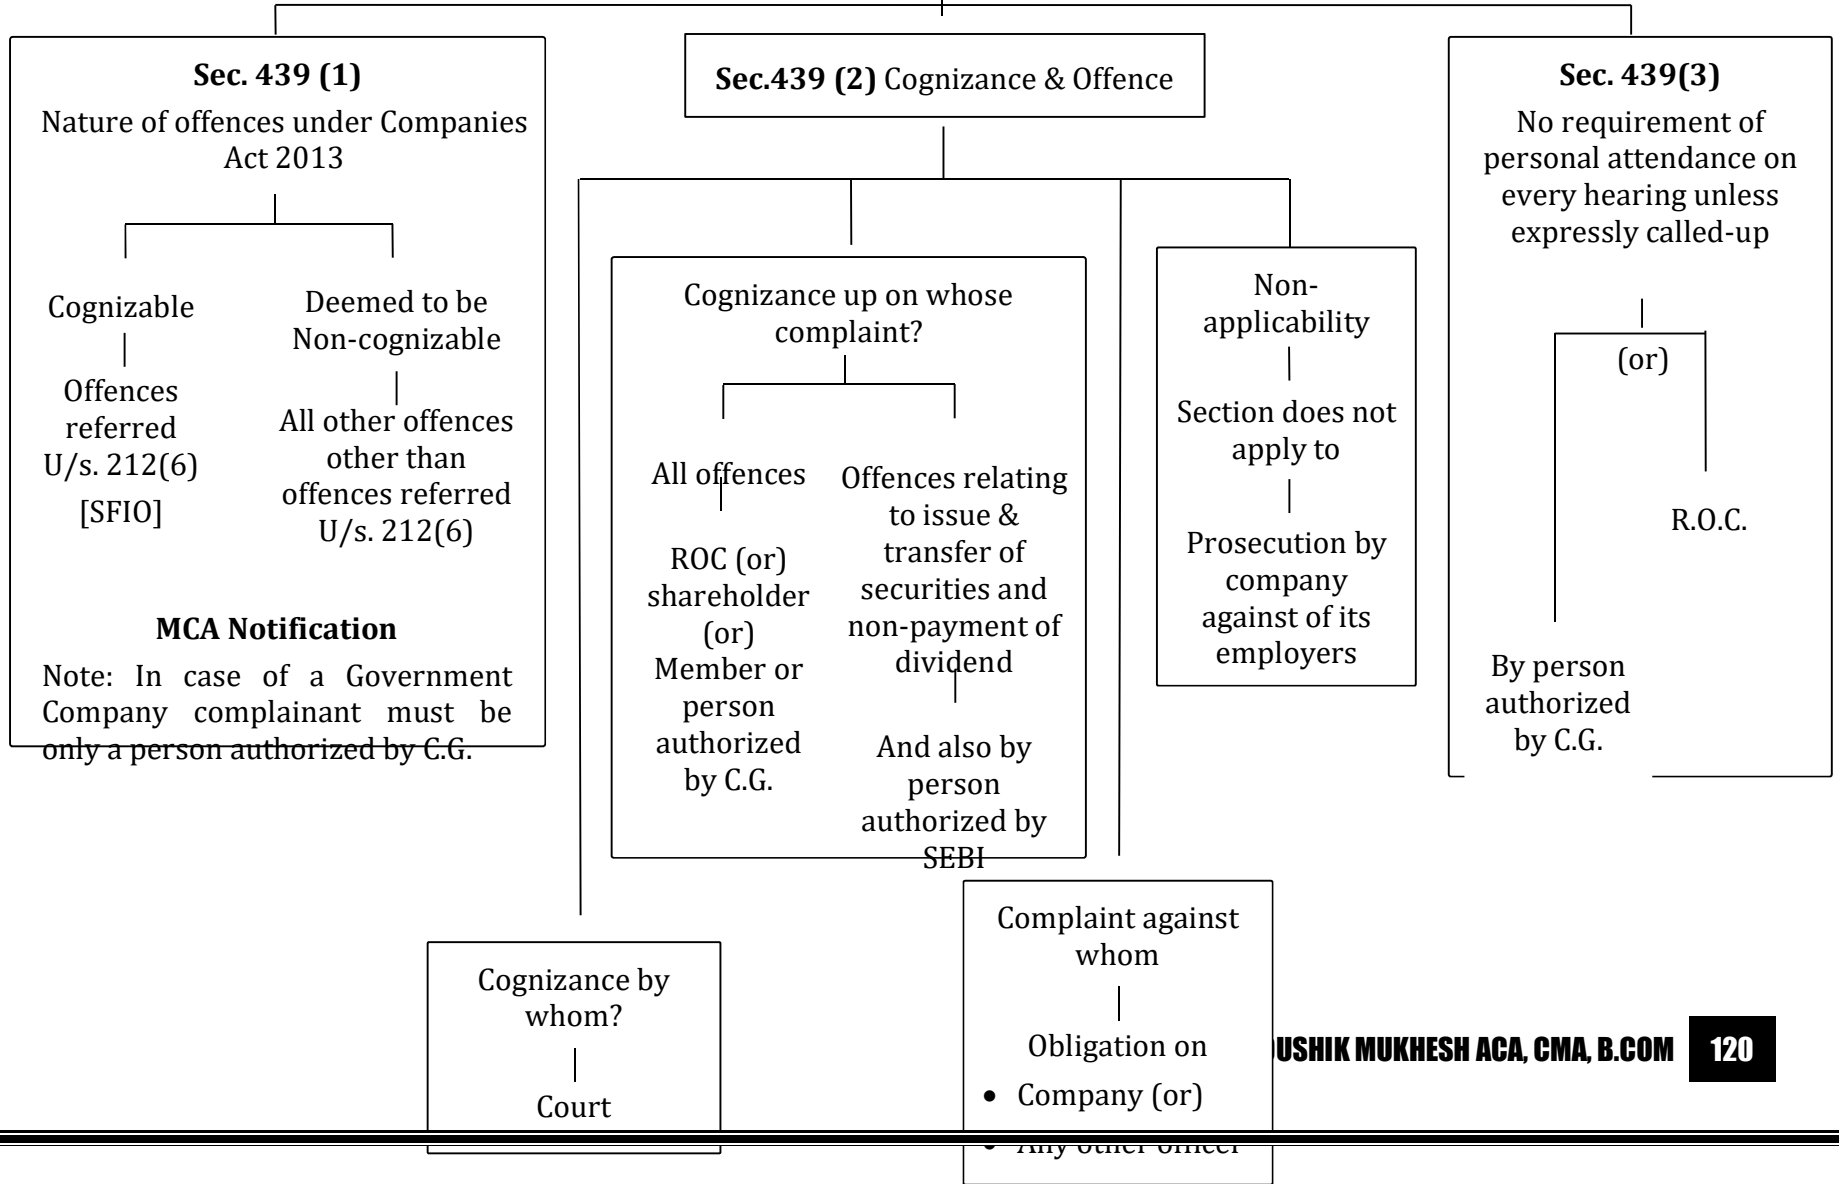 Sec. 439 (1)
Nature of offences under Companies
Act 2013
Cognizable
Offences
referred
U/s. 212(6)
[SFIO]
Deemed to be
Non-cognizable
All other offences
other than
offences referred
U/s. 212(6)
MCA Notification
Note: In case of a Government
Company complainant must be
only a person authorized by C.G.
Sec.439 (2) Cognizance & Offence
Cognizance by
whom?
Court
Cognizance up on whose
complaint?
All offences
ROC (or)
shareholder
(or)
Member or
person
authorized
by C.G.
Offences relating
to issue &
transfer of
securities and
non-payment of
dividend
And also by
person
authorized by
SEBI
Complaint against
whom
Obligation on
• Company (or)
• Any other officer
Non-
applicability
Section does not
apply to
Prosecution by
company
against of its
employers
Sec. 439(3)
No requirement of
personal attendance on
every hearing unless
expressly called-up
(or)
By person
authorized
by C.G.
R.O.C.
MUKHESH ACA, CMA, B.COM 120